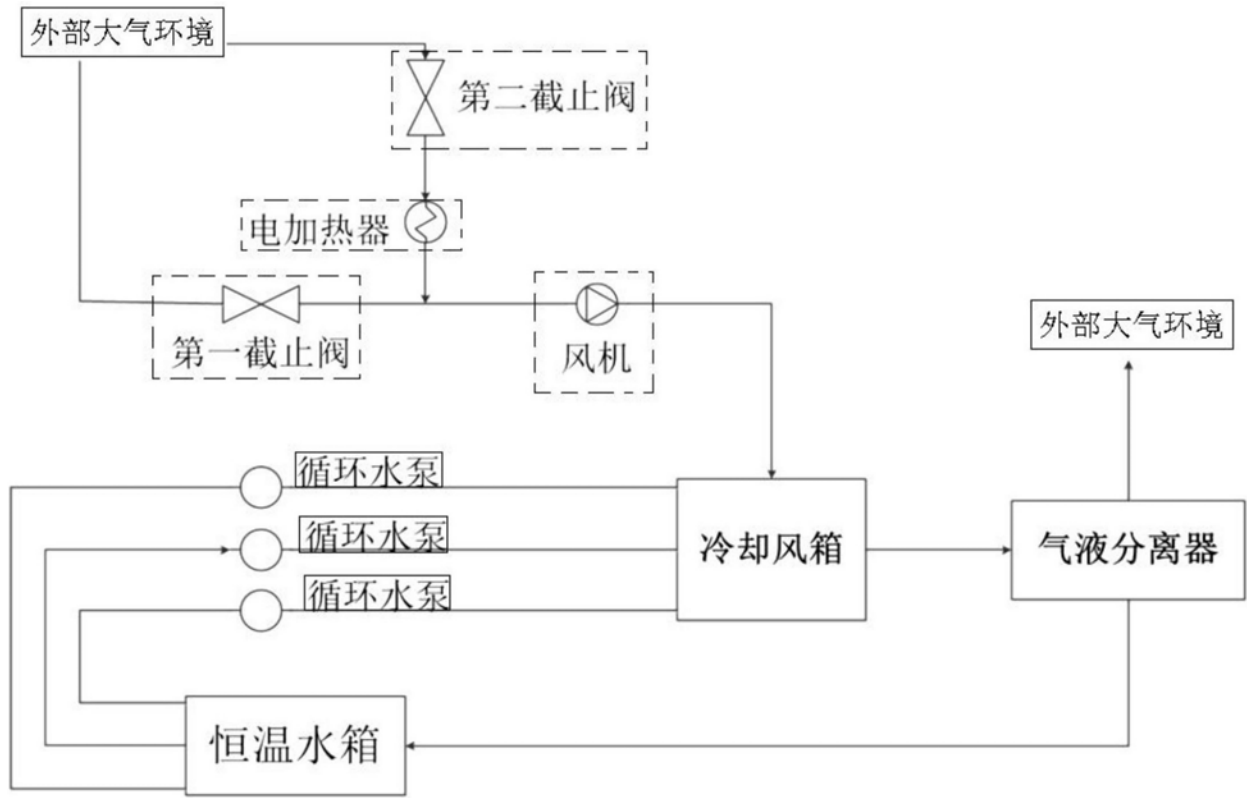 外部大气环境
第二截止阀
电加热器
第一截止阀
风机
外部大气环境
循环水泵
循环水泵
循环水泵
冷却风箱
气液分离器
恒温水箱